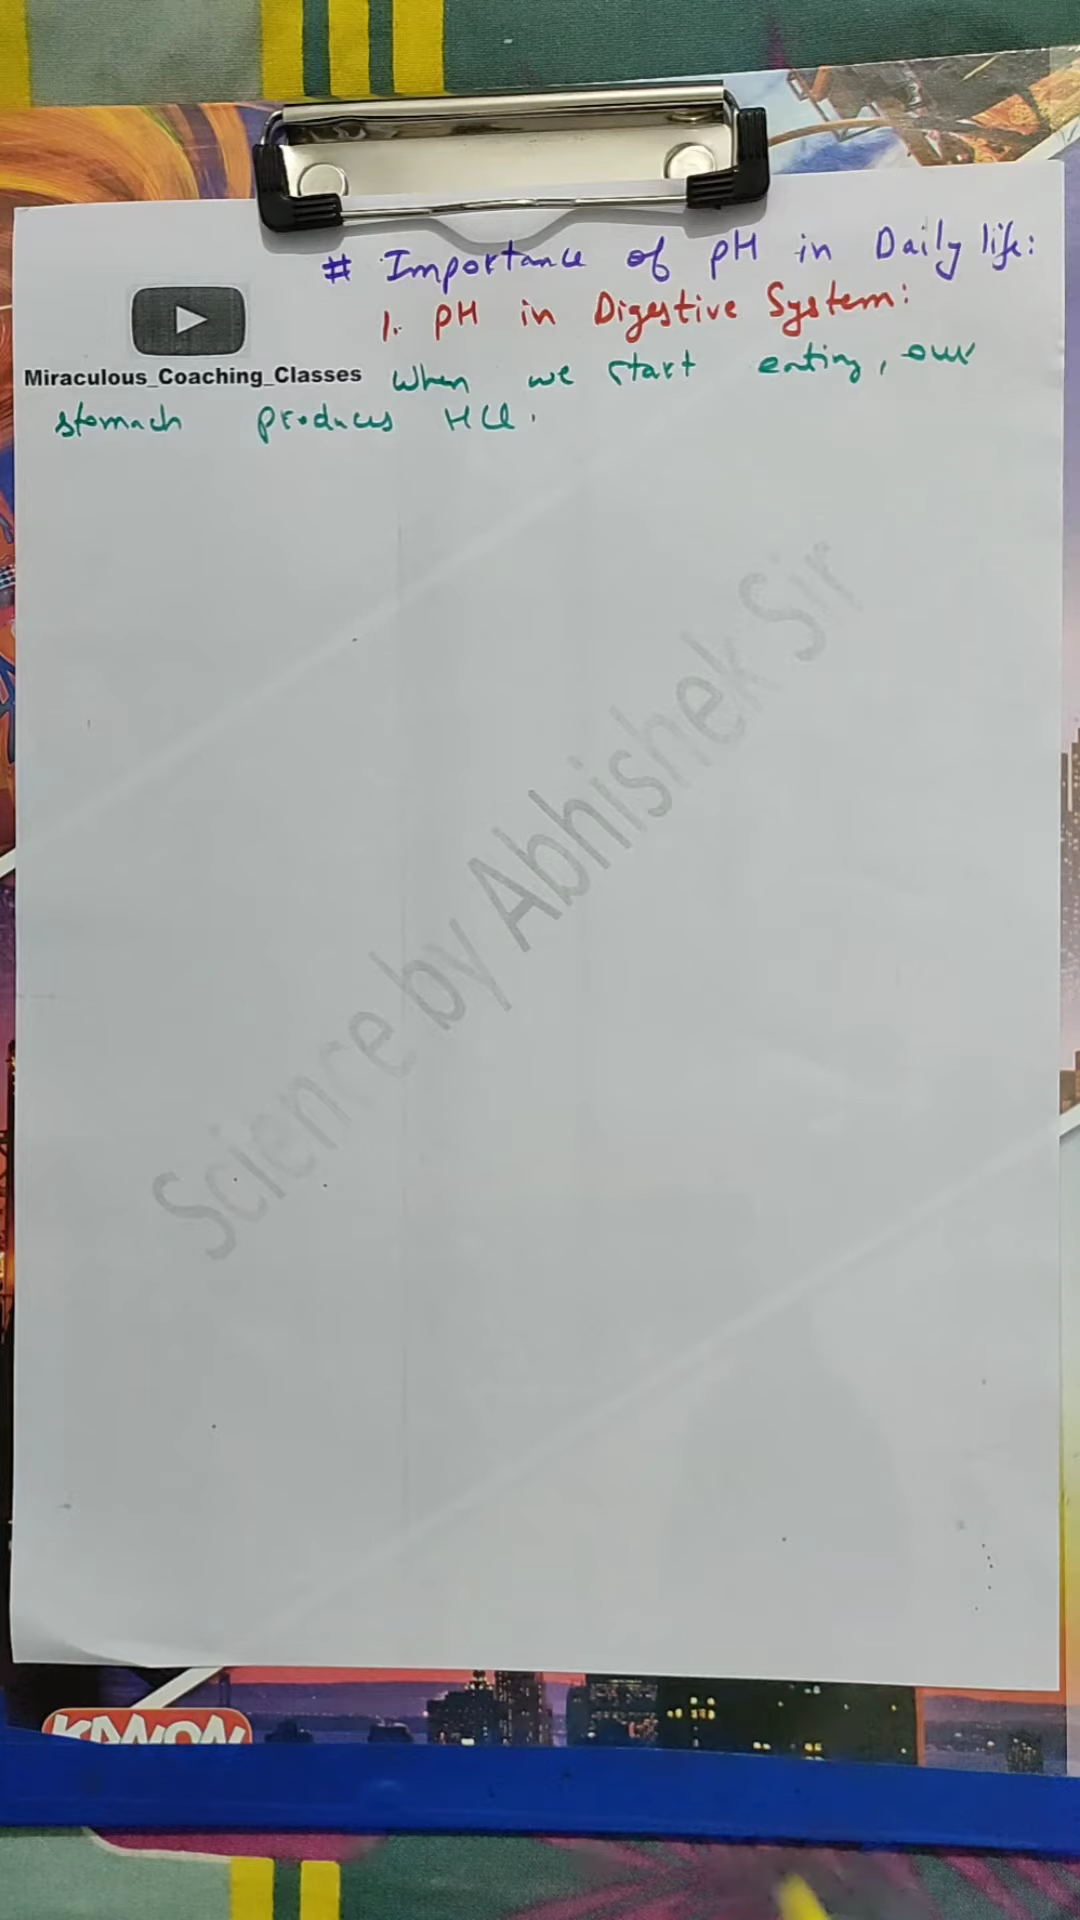 # Importance of pH in Daily life:
1. pH in Digestive System:
Miraculous_Coaching_Classes
When we start eating, our
stomach produces HCl.
Science by Abhishek Sir
KANON